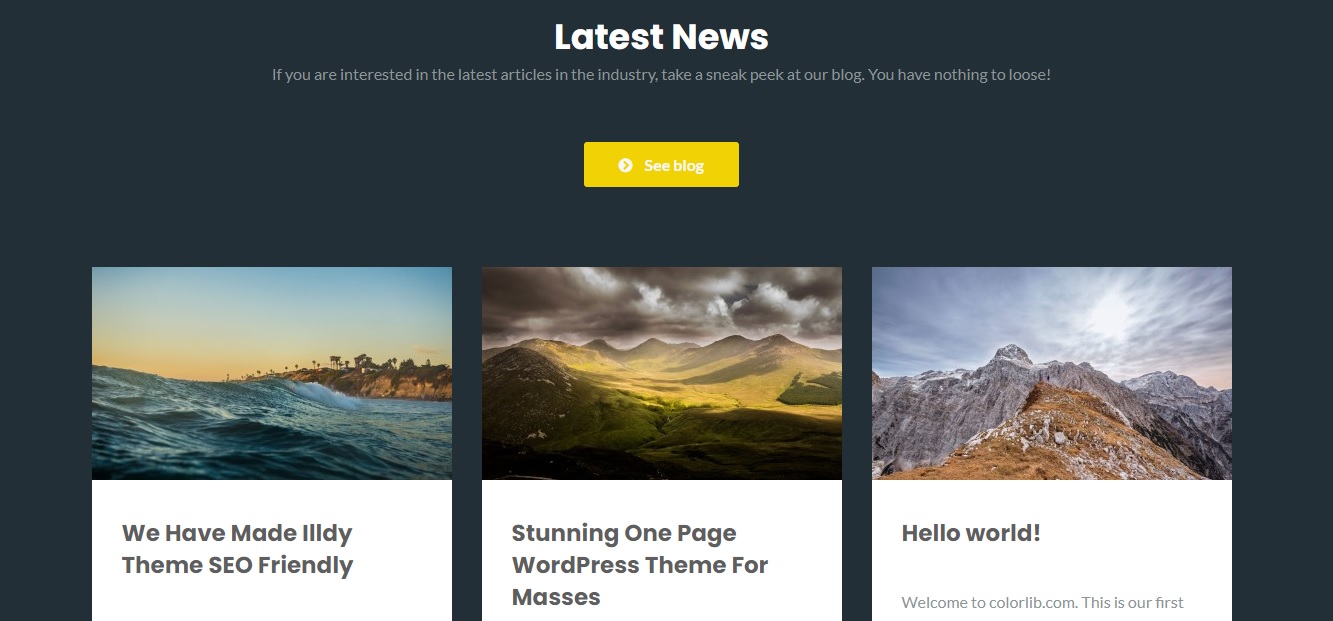 Latest News
If you are interested in the latest articles in the industry, take a sneak peek at our blog. You have nothing to loose!
See blog
We Have Made Illdy
Theme SEO Friendly
Stunning One Page
WordPress Theme For
Masses
Hello world!
Welcome to colorlib.com. This is our first